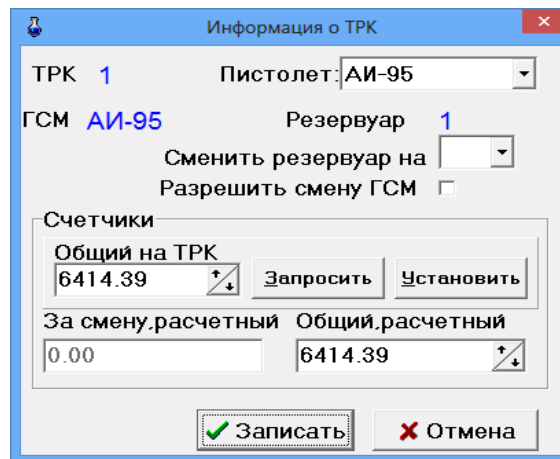 Информация о ТРК
ТРК 1 Пистолет: АИ-95
ГСМ АИ-95 Резервуар 1
Сменить резервуар на
Разрешить смену ГСМ
Счетчики
Общий на ТРК
6414.39 Запросить Установить
За смену,расчетный Общий,расчетный
0.00 6414.39
Записать Отмена